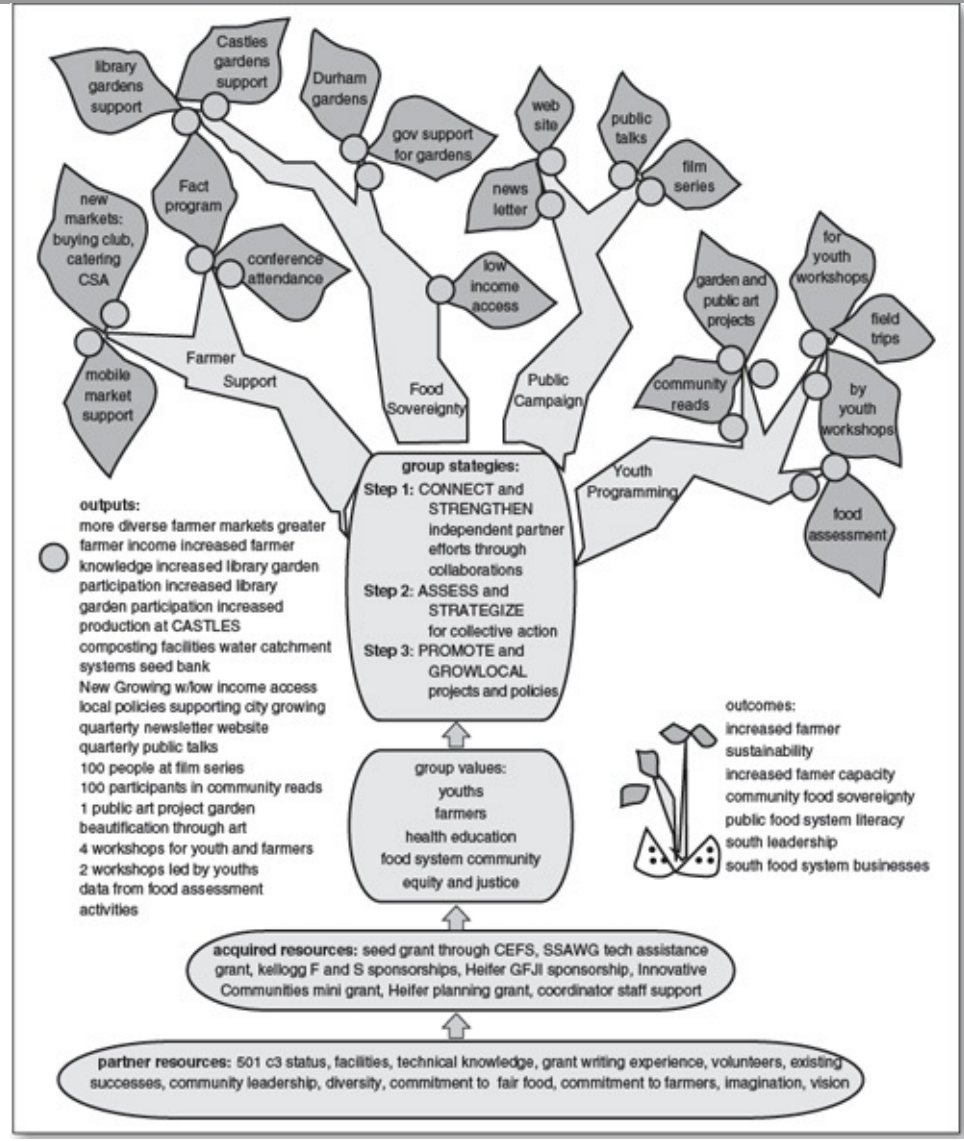 library
gardens
support
Castles
gardens
support
Durham
gardens
gov support
for gardens
web
site
public
talks
film
series
news
letter
new
markets:
buying club,
catering
CSA
Fact
program
conference
attendance
low
income
access
garden and
public art
projects
for
youth
workshops
field
trips
mobile
market
support
community
reads
by
youth
workshops
food
assessment
Farmer
Support
Food
Sovereignty
Public
Campaign
Youth
Programming
group stategies:
Step 1: CONNECT and
STRENGTHEN
independent partner
efforts through
collaborations
Step 2: ASSESS and
STRATEGIZE
for collective action
Step 3: PROMOTE and
GROWLOCAL
projects and policies
outputs:
more diverse farmer markets greater
farmer income increased farmer
knowledge increased library garden
participation increased library
garden participation increased
production at CASTLES
composting facilities water catchment
systems seed bank
New Growing w/low income access
local policies supporting city growing
quarterly newsletter website
quarterly public talks
100 people at film series
100 participants in community reads
1 public art project garden
beautification through art
4 workshops for youth and farmers
2 workshops led by youths
data from food assessment
activities
group values:
youths
farmers
health education
food system community
equity and justice
outcomes:
increased farmer
sustainability
increased famer capacity
community food sovereignty
public food system literacy
south leadership
south food system businesses
acquired resources: seed grant through CEFS, SSAWG tech assistance
grant, kellogg F and S sponsorships, Heifer GFJI sponsorship, Innovative
Communities mini grant, Heifer planning grant, coordinator staff support
partner resources: 501 c3 status, facilities, technical knowledge, grant writing experience, volunteers, existing
successes, community leadership, diversity, commitment to fair food, commitment to farmers, imagination, vision